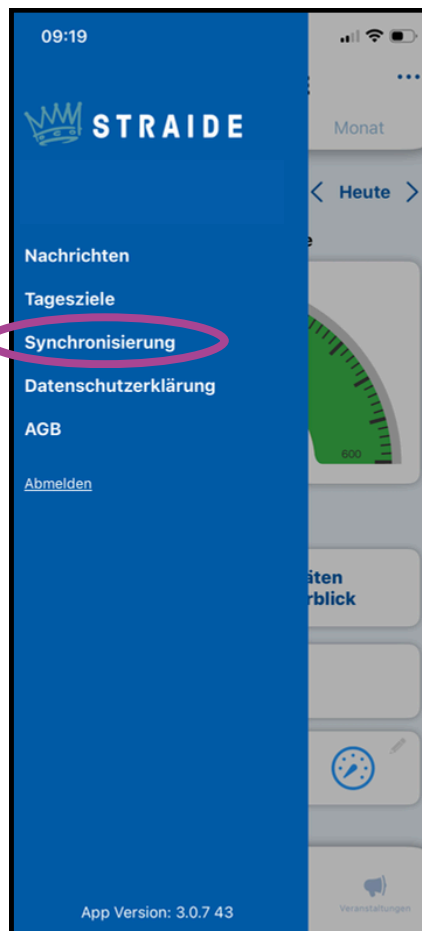 09:19
STRAIDE
Monat
Heute
Nachrichten
Tagesziele
Synchronisierung
Datenschutzerklärung
AGB
Abmelden
600
äten
rblick
Veranstaltungen
App Version: 3.0.7 43